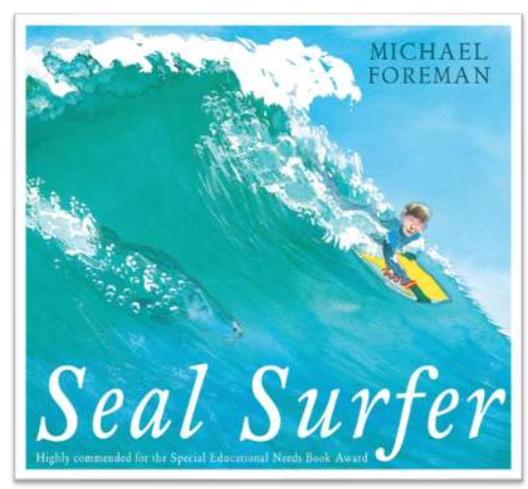 MICHAEL
FOREMAN
Seal Surfer
Highly commended for the Special Educational Needs Book Award